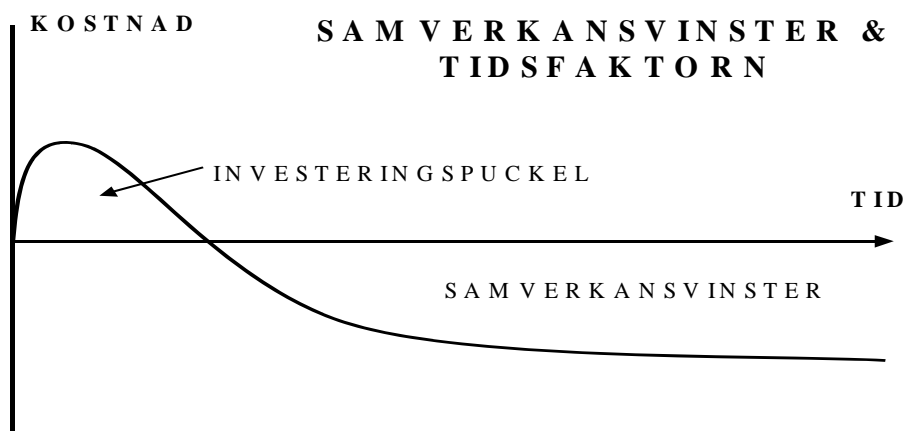 KOSTNAD
SAMVERKANSVINSTER &
TIDSFAKTORN
INVESTERINGSPUCKEL
TID
SAMVERKANSVINSTER